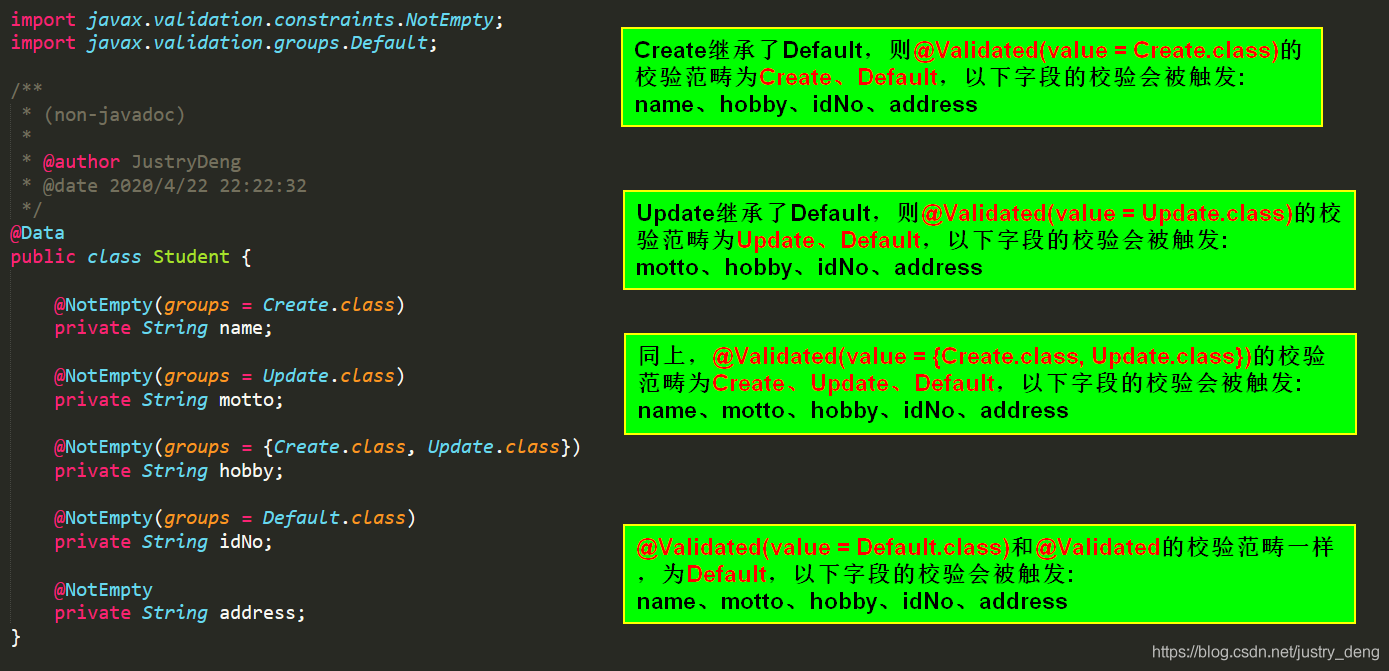 import javax.validation.constraints.NotEmpty;
import javax.validation.groups.Default;
/**
 * (non-javadoc)
 *
 * @author JustryDeng
 * @date 2020/4/22 22:22:32
 */
@Data
public class Student {
    @NotEmpty(groups = Create.class)
    private String name;
    @NotEmpty(groups = Update.class)
    private String motto;
    @NotEmpty(groups = {Create.class, Update.class})
    private String hobby;
    @NotEmpty(groups = Default.class)
    private String idNo;
    @NotEmpty
    private String address;
}
Create继承了Default，则@Validated(value = Create.class)的
校验范畴为Create、Default，以下字段的校验会被触发:
name、hobby、idNo、address
Update继承了Default，则@Validated(value = Update.class)的校
验范畴为Update、Default，以下字段的校验会被触发:
motto、hobby、idNo、address
同上，@Validated(value = {Create.class, Update.class})的校验
范畴为Create、Update、Default，以下字段的校验会被触发:
name、motto、hobby、idNo、address
@Validated(value = Default.class)和@Validated的校验范畴一样
，为Default，以下字段的校验会被触发:
name、motto、hobby、idNo、address
https://blog.csdn.net/justry_deng